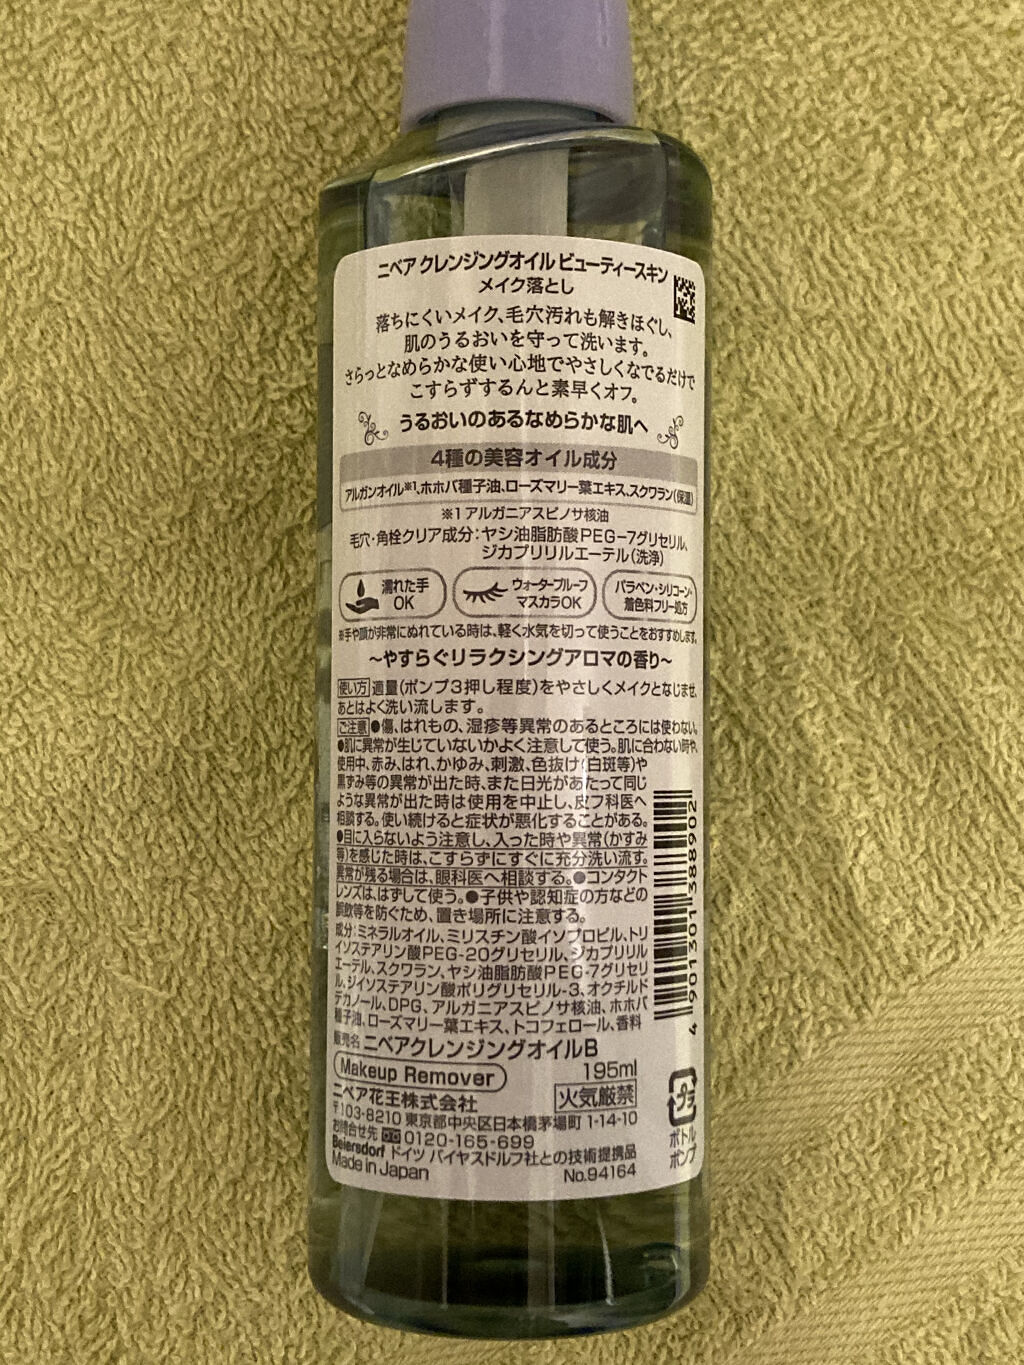 ニベア クレンジングオイル ビューティースキン
メイク落とし
落ちにくいメイク、毛穴汚れも解きほぐし、
肌のうるおいを守って洗います。
さらっとなめらかな使い心地でやさしくなでるだけで
こすらずするんと素早くオフ。
うるおいのあるなめらかな肌へ
4種の美容オイル成分
アルガンオイル※1、ホホバ種子油、ローズマリー葉エキス、スクワラン(保湿)
※1 アルガニアスピノサ核油
毛穴・角栓クリア成分:ヤシ油脂肪酸PEG-7グリセリル、
ジカプリリルエーテル(洗浄)
濡れた手
OK
ウォータープルーフ
マスカラOK
パラベン・シリコーン・
着色料フリー処方
※手や顔が非常にぬれている時は、軽く水気を切って使うことをおすすめします。
～やすらぐリラクシングアロマの香り～
使い方 適量(ポンプ3押し程度)をやさしくメイクとなじませ、
あとはよく洗い流します。
ご注意 ●傷、はれもの、湿疹等異常のあるところには使わない。
●肌に異常が生じていないかよく注意して使う。肌に合わない時や、
使用中、赤み、はれ、かゆみ、刺激、色抜け(白斑等)や
黒ずみ等の異常が出た時、また日光があたって同じ
ような異常が出た時は使用を中止し、皮フ科医へ
相談する。使い続けると症状が悪化することがある。
●目に入らないよう注意し、入った時や異常(かすみ
等)を感じた時は、こすらずにすぐに充分洗い流す。
異常が残る場合は、眼科医へ相談する。●コンタクト
レンズは、はずして使う。●子供や認知症の方などの
誤飲等を防ぐため、置き場所に注意する。
成分:ミネラルオイル、ミリスチン酸イソプロピル、トリ
イソステアリン酸PEG-20グリセリル、ジカプリリル
エーテル、スクワラン、ヤシ油脂肪酸PEG-7グリセリ
ル、ジイソステアリン酸ポリグリセリル-3、オクチルド
デカノール、DPG、アルガニアスピノサ核油、ホホバ
種子油、ローズマリー葉エキス、トコフェロール、香料
販売名 ニベアクレンジングオイルB
Makeup Remover
195ml
火気厳禁
ニベア花王株式会社
〒103-8210 東京都中央区日本橋茅場町 1-14-10
お問合せ先 0120-165-699
Beiersdorf ドイツ バイヤスドルフ社との技術提携品
Made in Japan
No.94164
4 901301 388902
プラ
ボトル
ポンプ